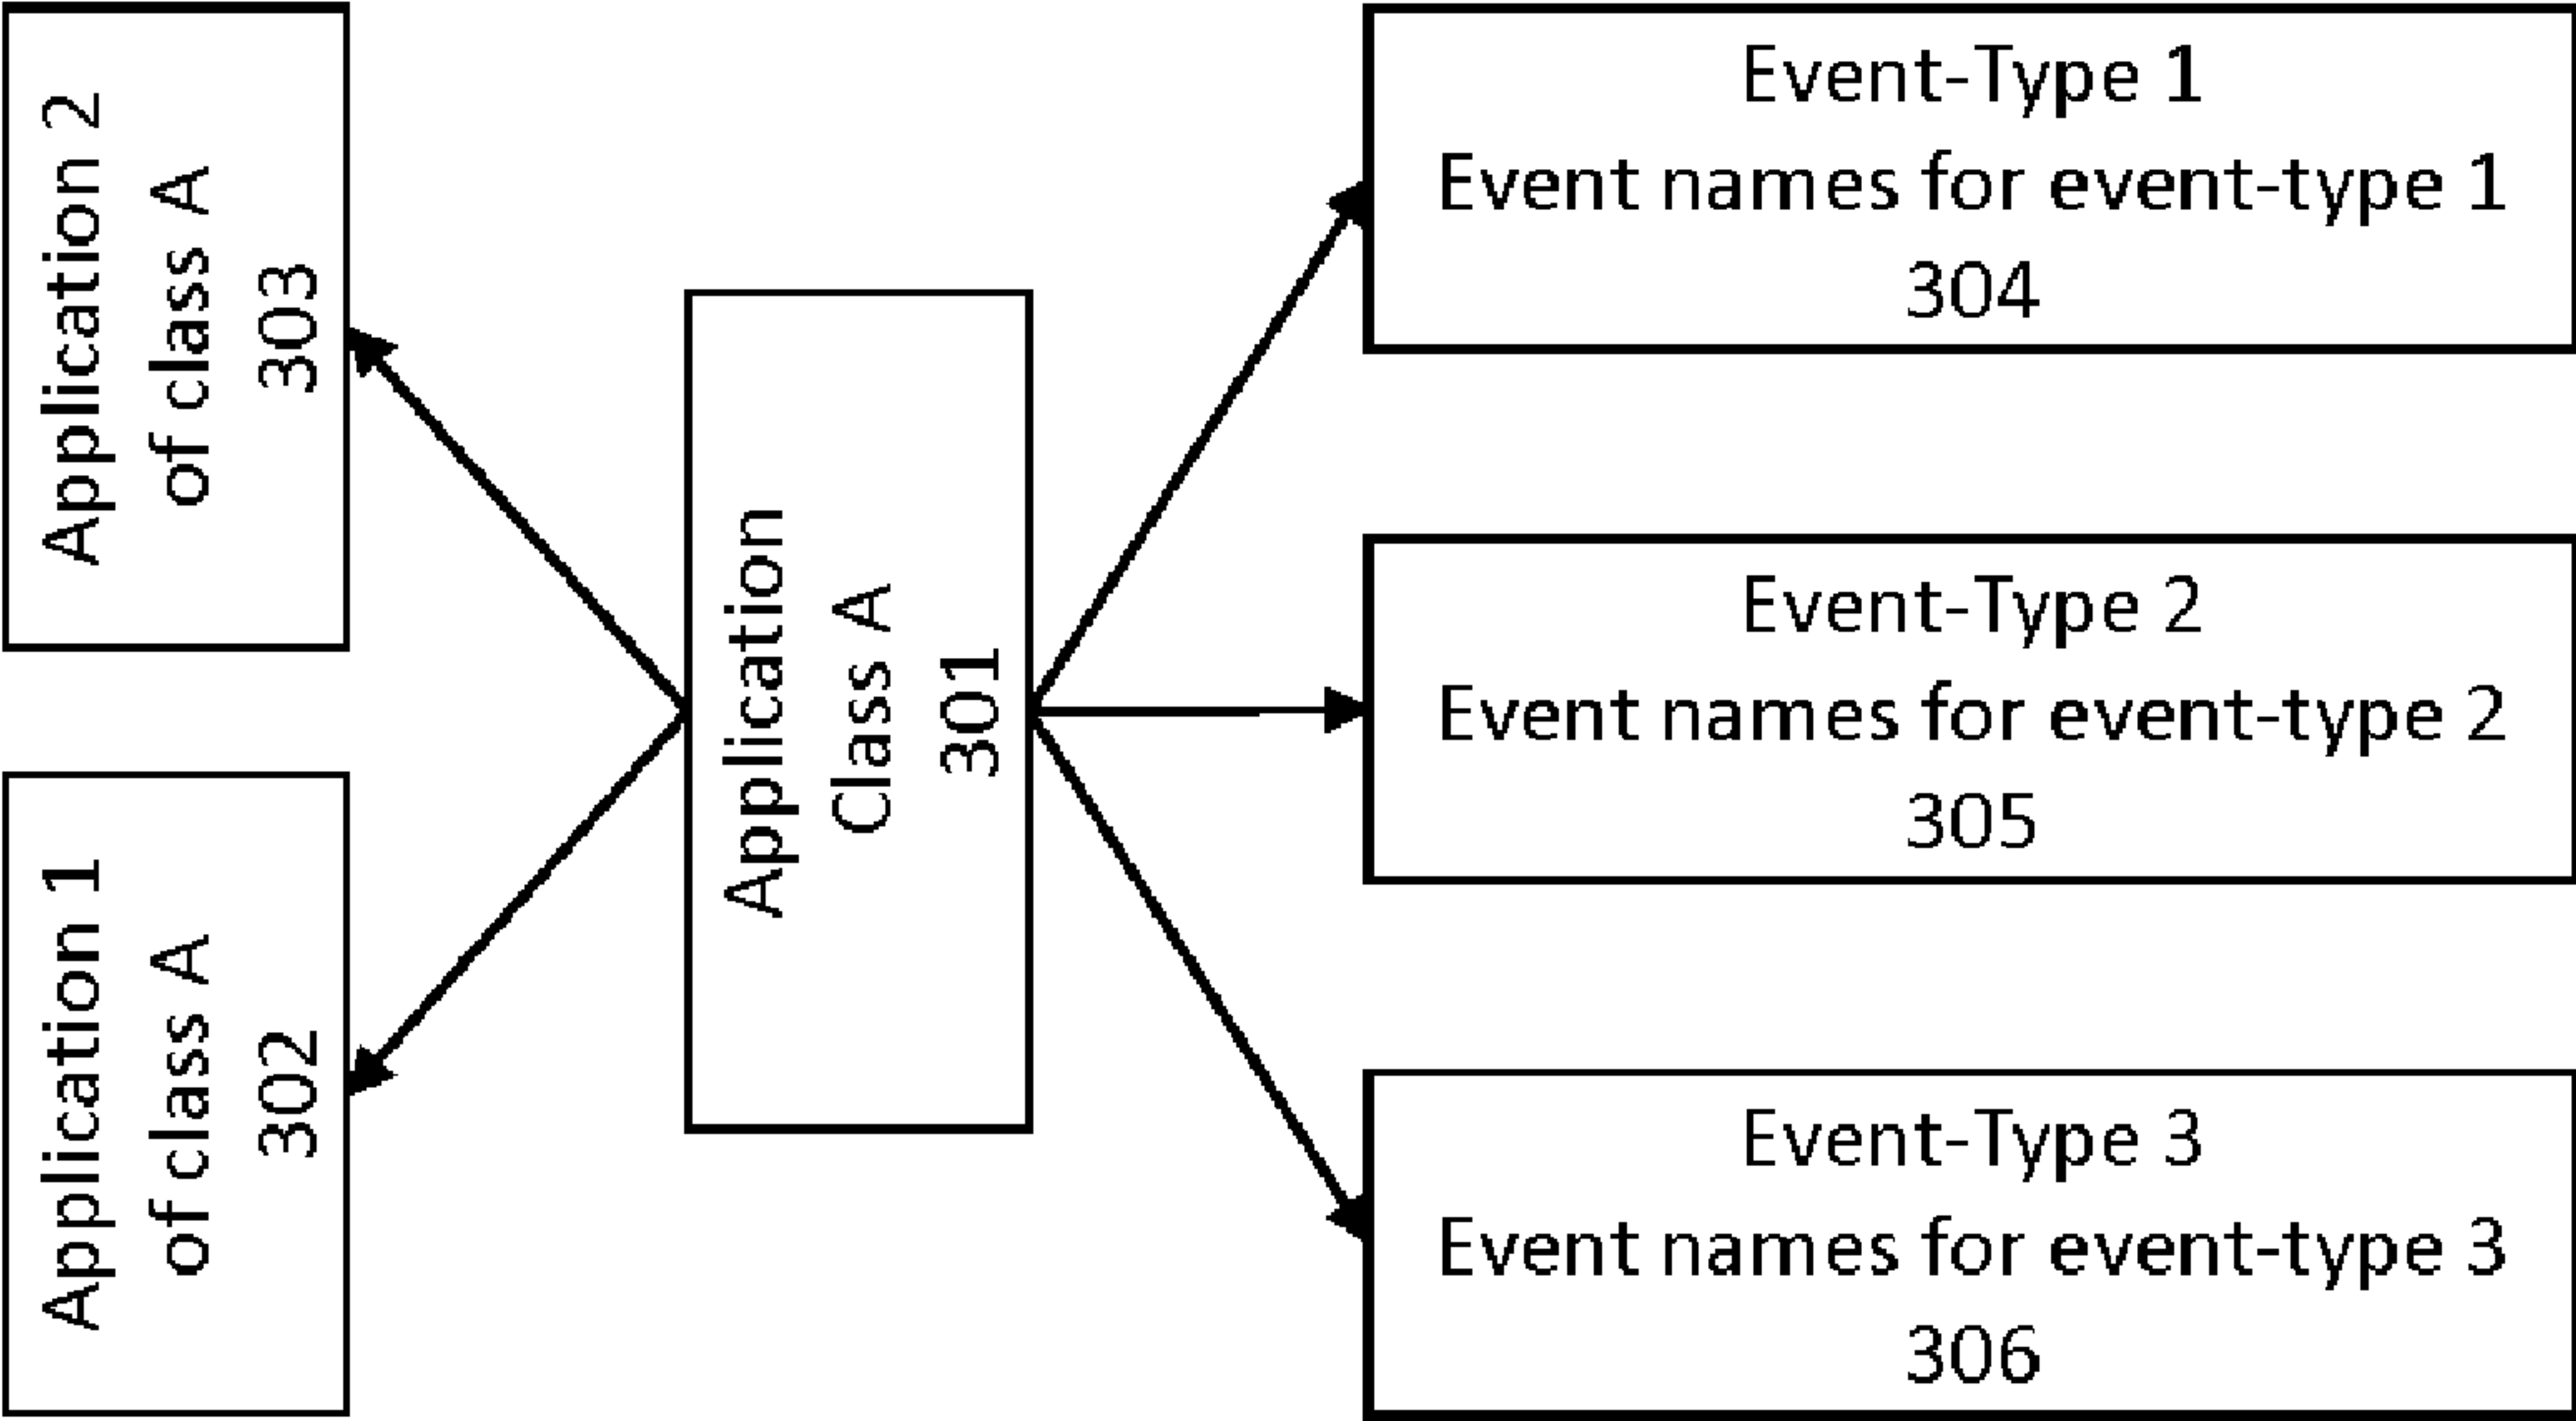 Application 2
of class A
303
Application 1
of class A
302
Application
Class A
301
Event-Type 1
Event names for event-type 1
304
Event-Type 2
Event names for event-type 2
305
Event-Type 3
Event names for event-type 3
306